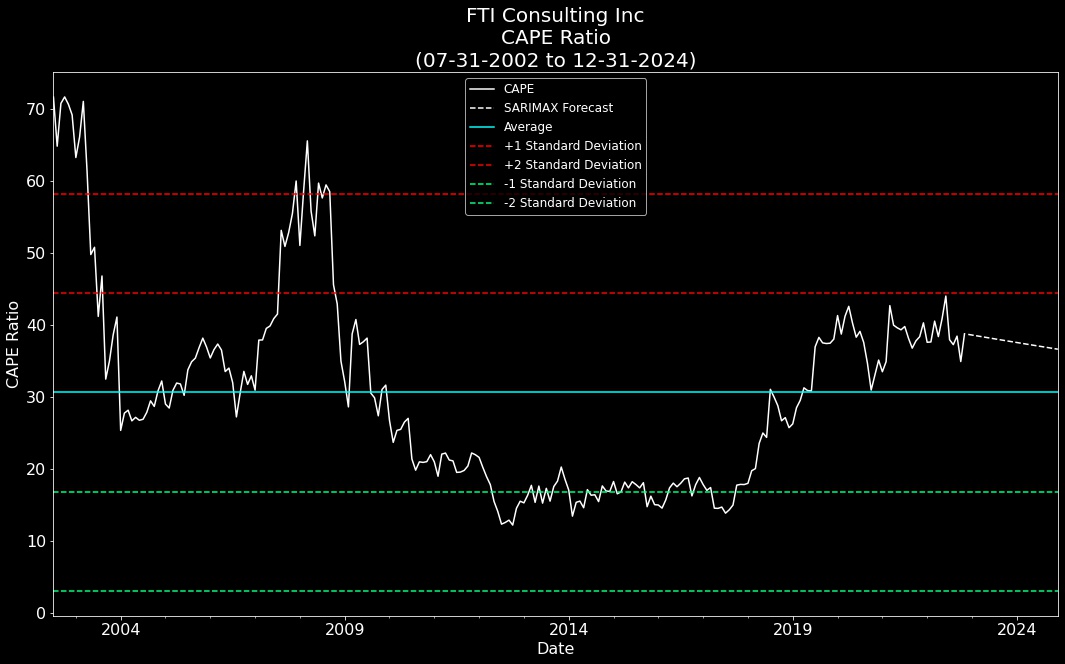 FTI Consulting Inc
CAPE Ratio
(07-31-2002 to 12-31-2024)
CAPE
SARIMAX Forecast
Average
+1 Standard Deviation
+2 Standard Deviation
-1 Standard Deviation
-2 Standard Deviation
CAPE Ratio
70
60
50
40
30
20
10
0
2004 2009 2014 2019 2024
Date